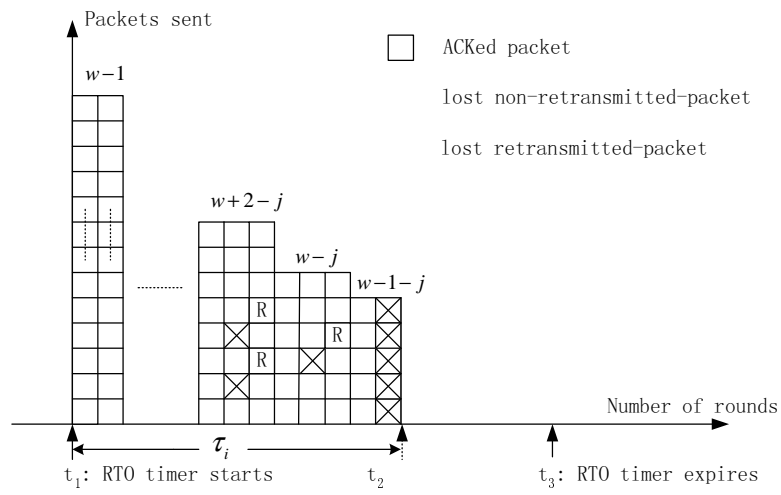 Packets sent
ACKed packet
w−1
lost non-retransmitted-packet
lost retransmitted-packet
w+2−j
w−j
w−1−j
R
R
R
Number of rounds
τi
t1: RTO timer starts
t2
t3: RTO timer expires